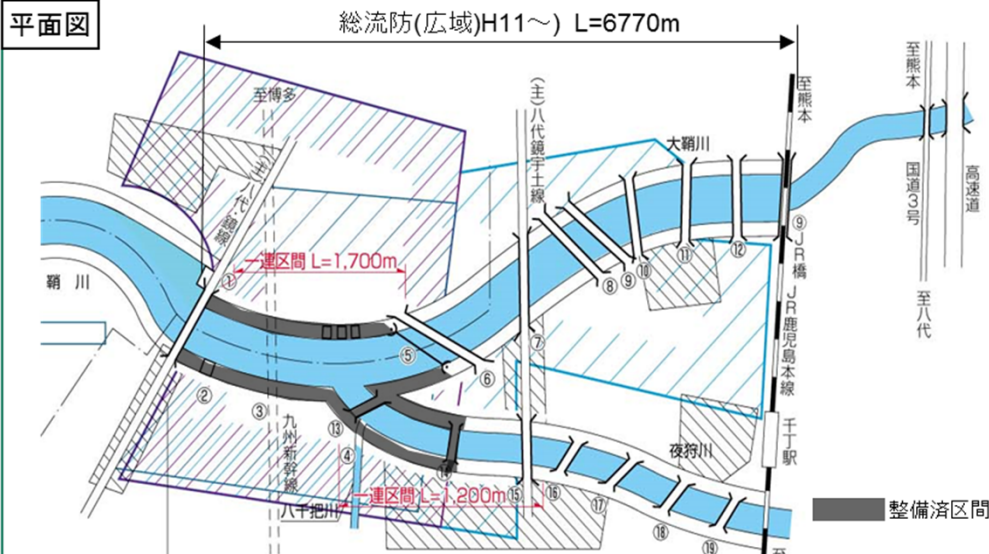 平面図
総流防(広域)H11～) L=6770m
至博多
(主)八代・鏡線
(主)八代鏡宇土線
大鞘川
至熊本
至熊本
国道3号
高速道
至八代
鞘 川
一連区間 L=1,700m
①
②
③
④
⑤
⑥
⑦
⑧
⑨
⑩
⑪
⑫
⑨
JR橋
JR鹿児島本線
千丁駅
九州新幹線
⑬
⑭
夜狩川
八千把川
一連区間 L=1,200m
⑮
⑯
⑰
⑱
⑲
至
整備済区間